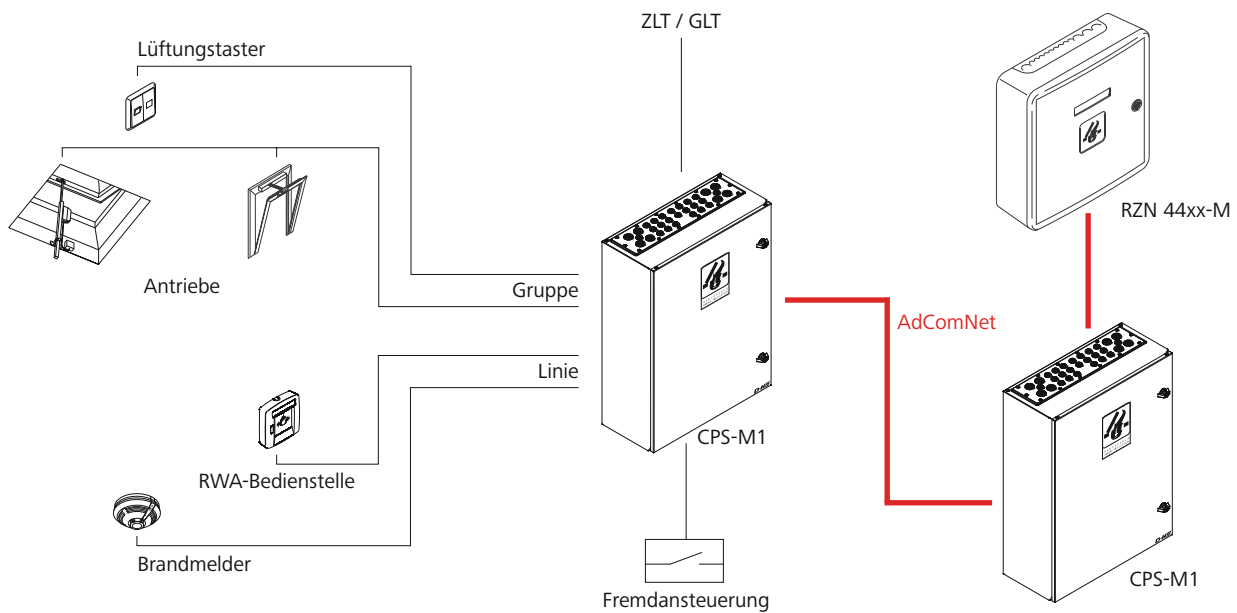 ZLT / GLT
Lüftungstaster
RZN 44xx-M
Antriebe
Gruppe
AdComNet
Linie
CPS-M1
RWA-Bedienstelle
Brandmelder
CPS-M1
Fremdansteuerung